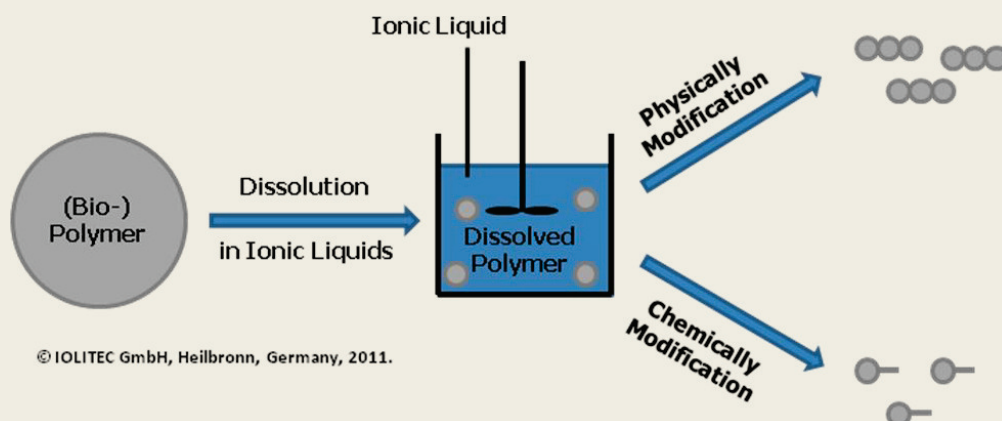 Ionic Liquid
(Bio-)
Polymer
Dissolution
in Ionic Liquids
Dissolved
Polymer
Physically
Modification
Chemically
Modification
© IOLITEC GmbH, Heilbronn, Germany, 2011.